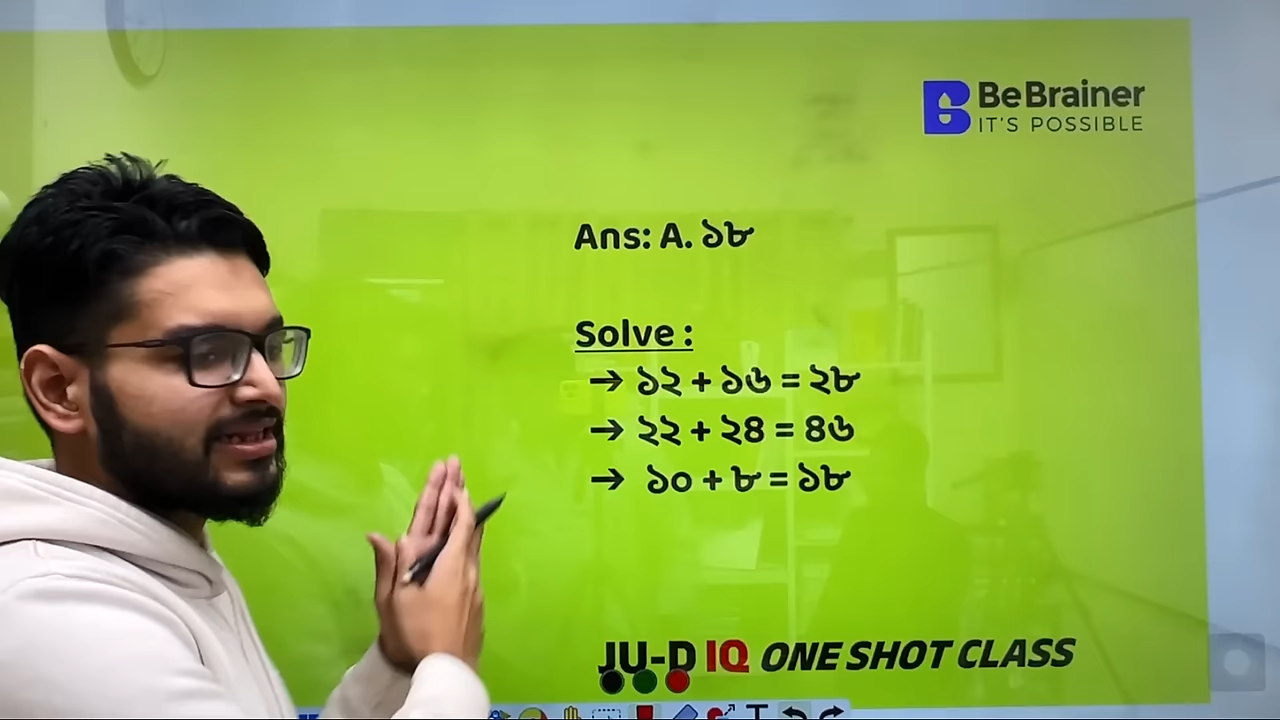 BeBrainer
IT'S POSSIBLE
Ans: A. ১৮
Solve :
→ ১২ + ১৬ = ২৮
→ ২২ + ২৪ = ৪৬
→ ১০ + ৮ = ১৮
JU-D IQ ONE SHOT CLASS